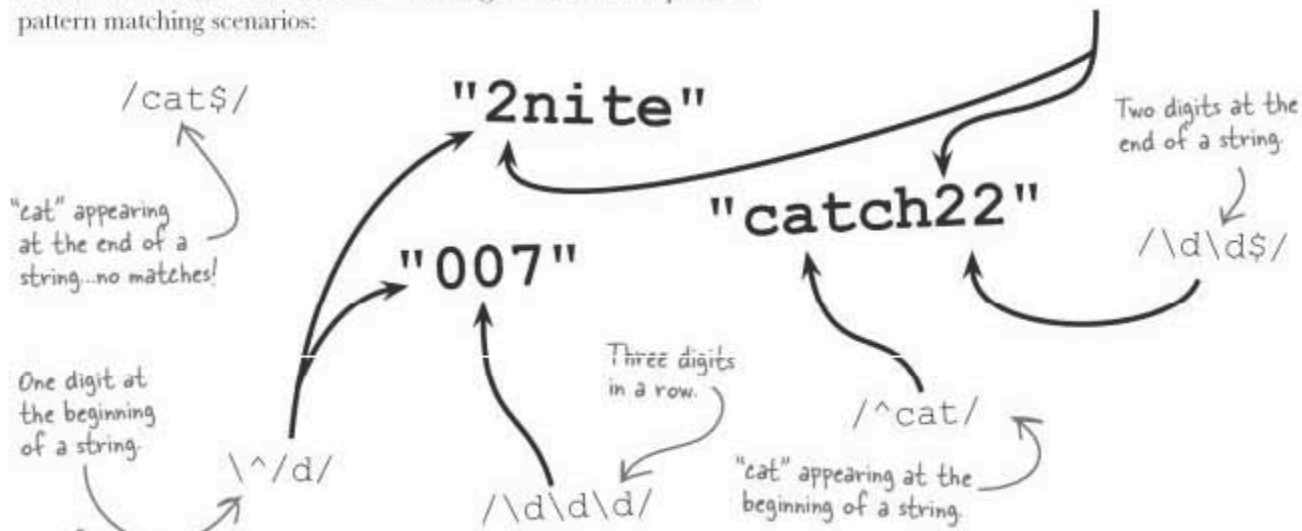 pattern matching scenarios:
/cat$/
"2nite"
Two digits at the
end of a string.
"cat" appearing
at the end of a
string...no matches!
"catch22"
"007"
/\d\d$/
Three digits
in a row.
One digit at
the beginning
of a string.
/^cat/
\^/d/
"cat" appearing at the
beginning of a string.
/\d\d\d/